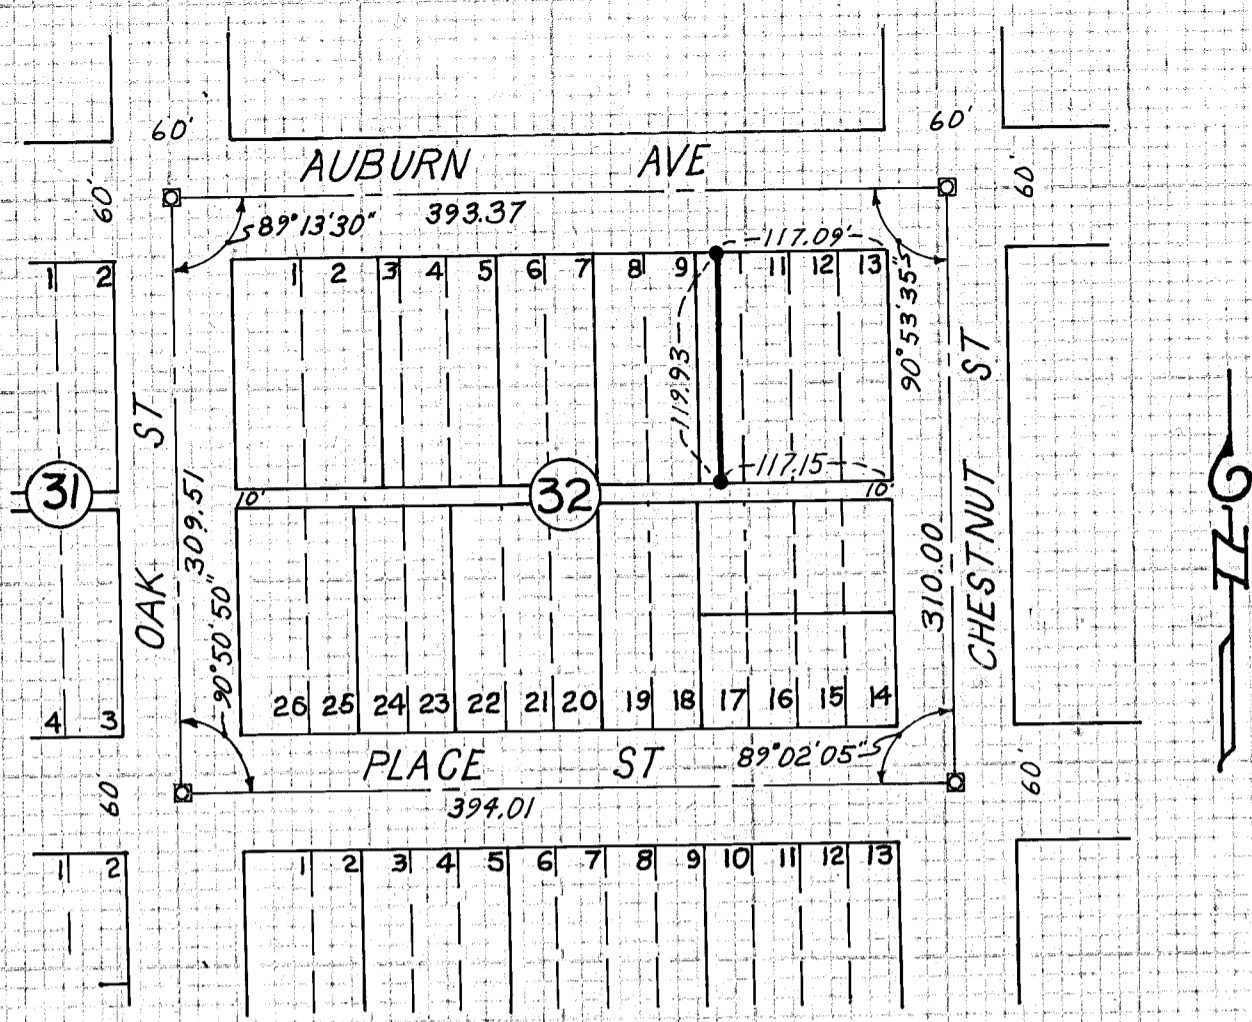 60' 60'
AUBURN AVE
60' 60'
S89°13'30" 393.37
117.09'
1 2 1 2 3 4 5 6 7 8 9 11 12 13
90°53'35"
119.93
ST ST
117.15
31 32
10' 10'
309.51
OAK CHESTNUT
310.00
90°50'50"
4 3 26 25 24 23 22 21 20 19 18 17 16 15 14
PLACE ST 89°02'05"
60' 60'
394.01
1 2 1 2 3 4 5 6 7 8 9 10 11 12 13